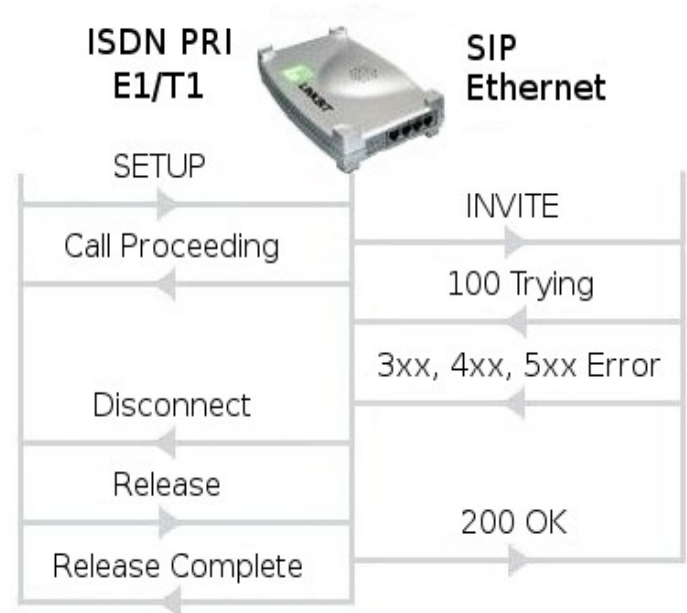 ISDN PRI
E1/T1
SIP
Ethernet
LINKBIT
SETUP
INVITE
Call Proceeding
100 Trying
3xx, 4xx, 5xx Error
Disconnect
Release
200 OK
Release Complete